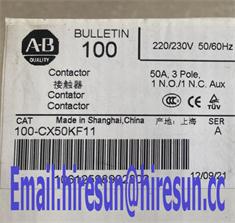 A-B
QUALITY
BULLETIN
100
220/230V 50/60Hz
Contactor
接触器
Contator
Contactor
50A, 3 Pole,
1 N.O./1 N.C. Aux
CAT
Made in Shanghai,China
产地：上海
SER
100-CX50KF11
A
12/09/21
Email:hiresun@hiresun.cc